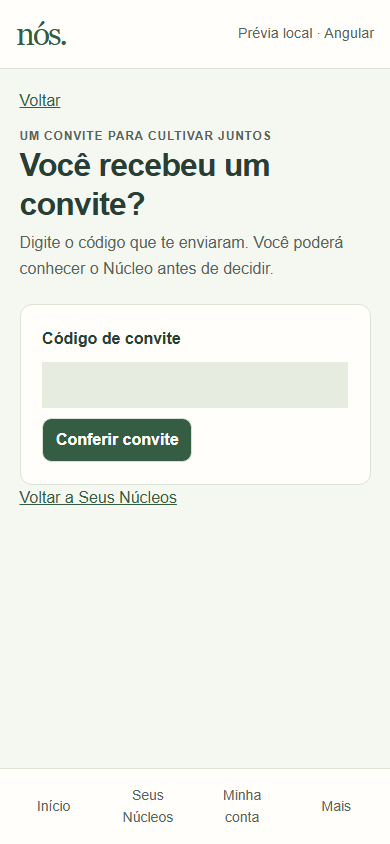 nós.
Prévia local · Angular
Voltar
UM CONVITE PARA CULTIVAR JUNTOS
Você recebeu um
convite?
Digite o código que te enviaram. Você poderá
conhecer o Núcleo antes de decidir.
Código de convite
Conferir convite
Voltar a Seus Núcleos
Início
Seus
Núcleos
Minha
conta
Mais